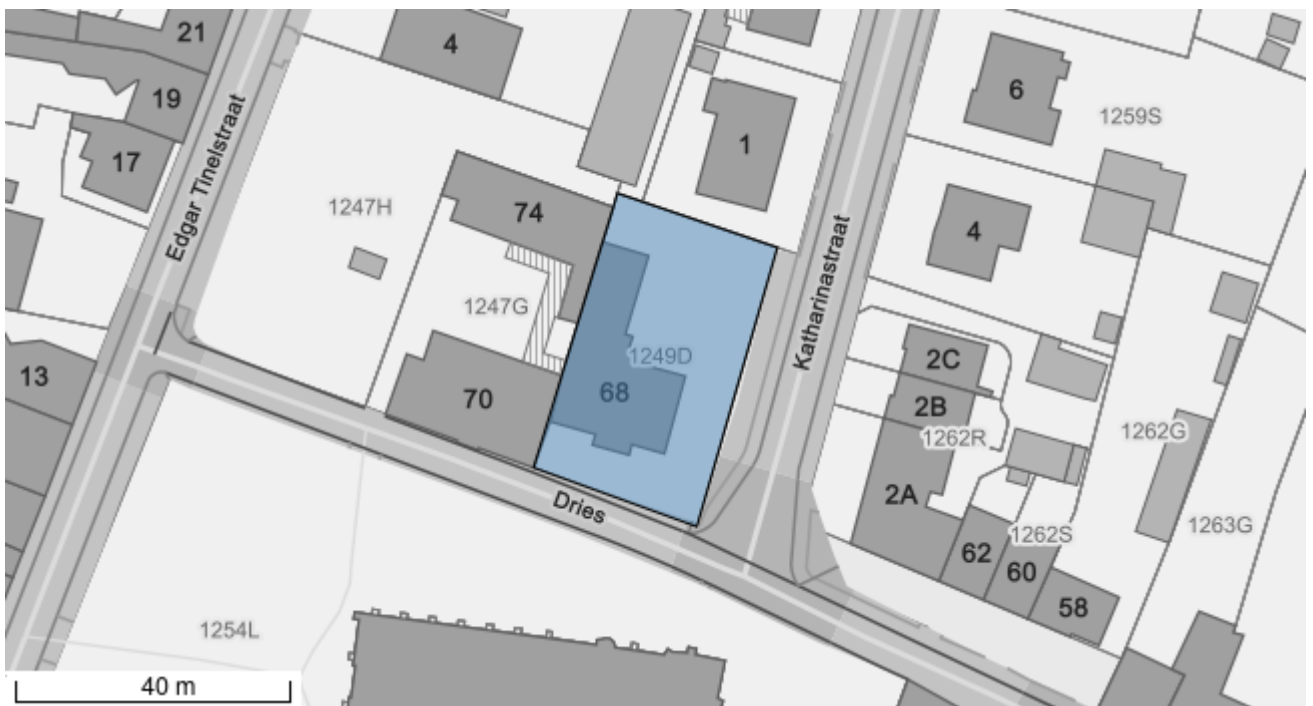 21
4
19
6
1259S
1
17
Edgar Tinelstraat
1247H
74
Katharinastraat
4
1247G
1249D
2C
13
68
70
2B
1262R
1262G
2A
Dries
1263G
1262S
62
60
58
1254L
40 m